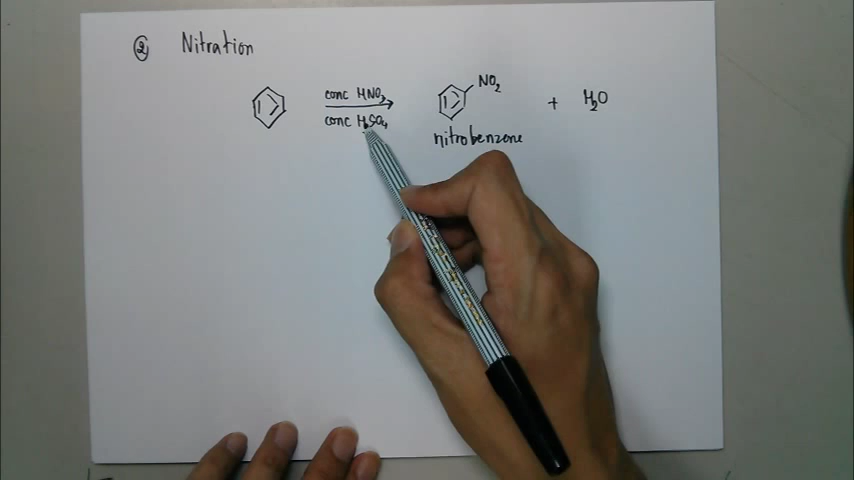 ② Nitration
conc HNO₃
conc H₂SO₄
NO₂
+ H₂O
nitrobenzene